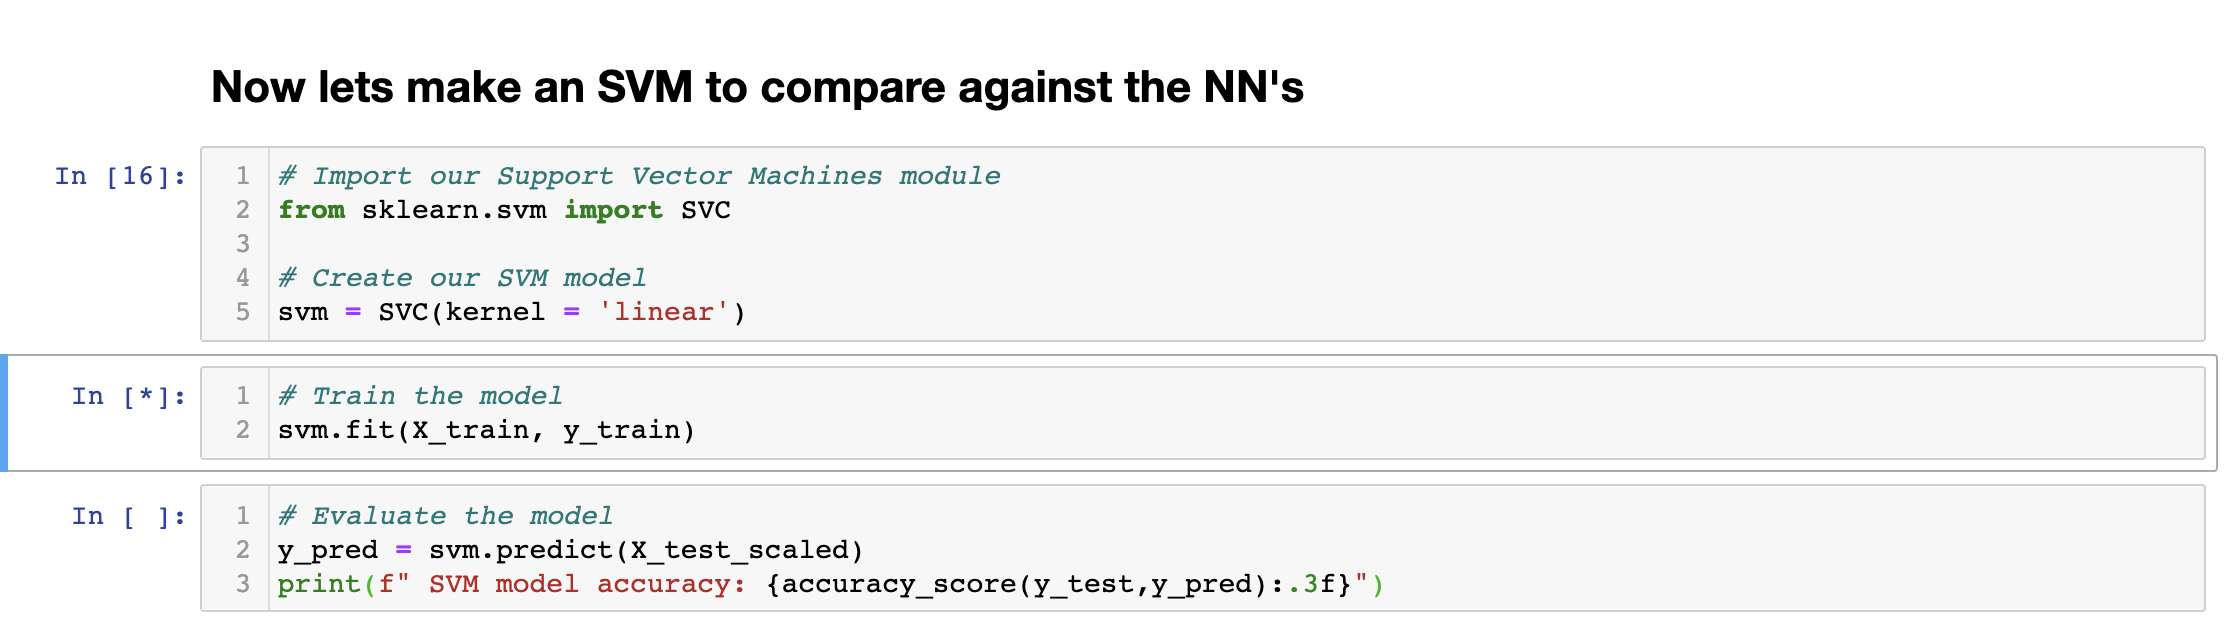 Now lets make an SVM to compare against the NN's
In [16]:
1 # Import our Support Vector Machines module
2 from sklearn.svm import SVC
3
4 # Create our SVM model
5 svm = SVC(kernel = 'linear')
In [*]:
1 # Train the model
2 svm.fit(X_train, y_train)
In [ ]:
1 # Evaluate the model
2 y_pred = svm.predict(X_test_scaled)
3 print(f" SVM model accuracy: {accuracy_score(y_test,y_pred):.3f}")